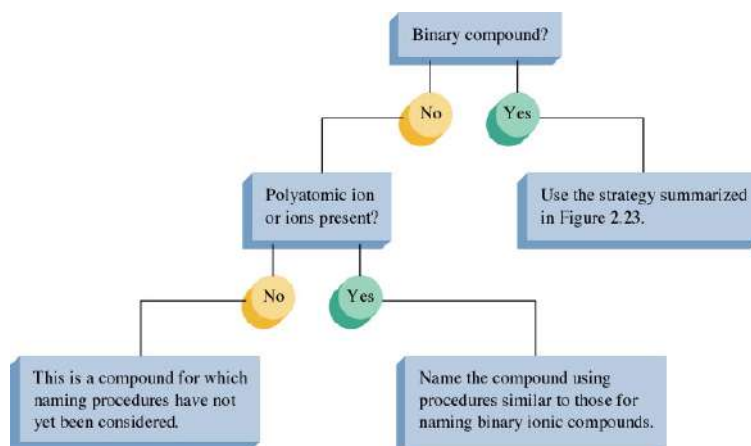 Binary compound?
No
Yes
Polyatomic ion
or ions present?
Use the strategy summarized
in Figure 2.23.
No
Yes
This is a compound for which
naming procedures have not
yet been considered.
Name the compound using
procedures similar to those for
naming binary ionic compounds.